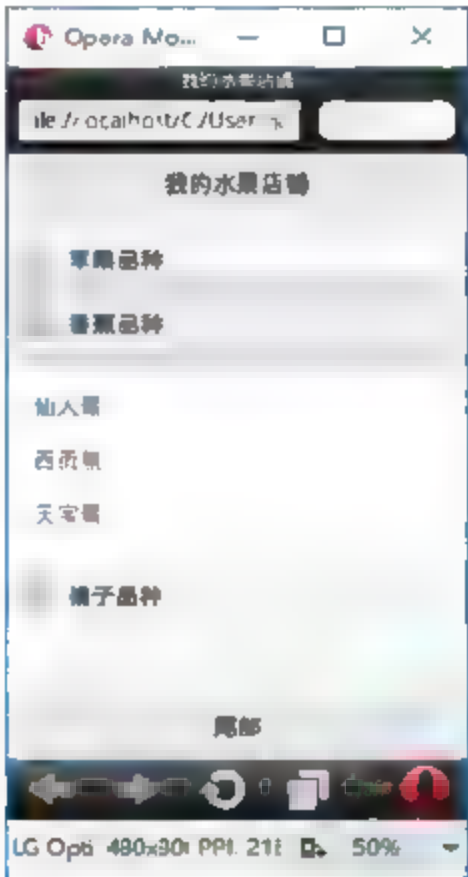 Opera Mo...
我的水果店铺
我的水果店铺
苹果品种
香蕉品种
仙人蕉
西贡蕉
天宝蕉
橘子品种
尾部
LG Opti 480x80 PPI: 50%